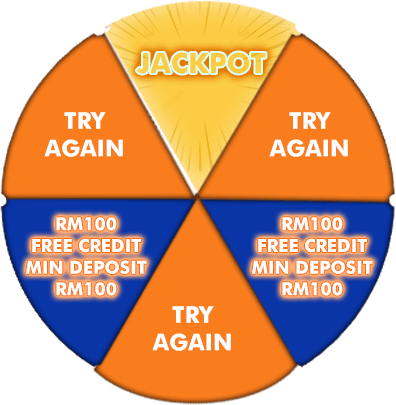 JACKPOT
TRY
AGAIN
TRY
AGAIN
RM100
FREE CREDIT
MIN DEPOSIT
RM100
RM100
FREE CREDIT
MIN DEPOSIT
RM100
TRY
AGAIN